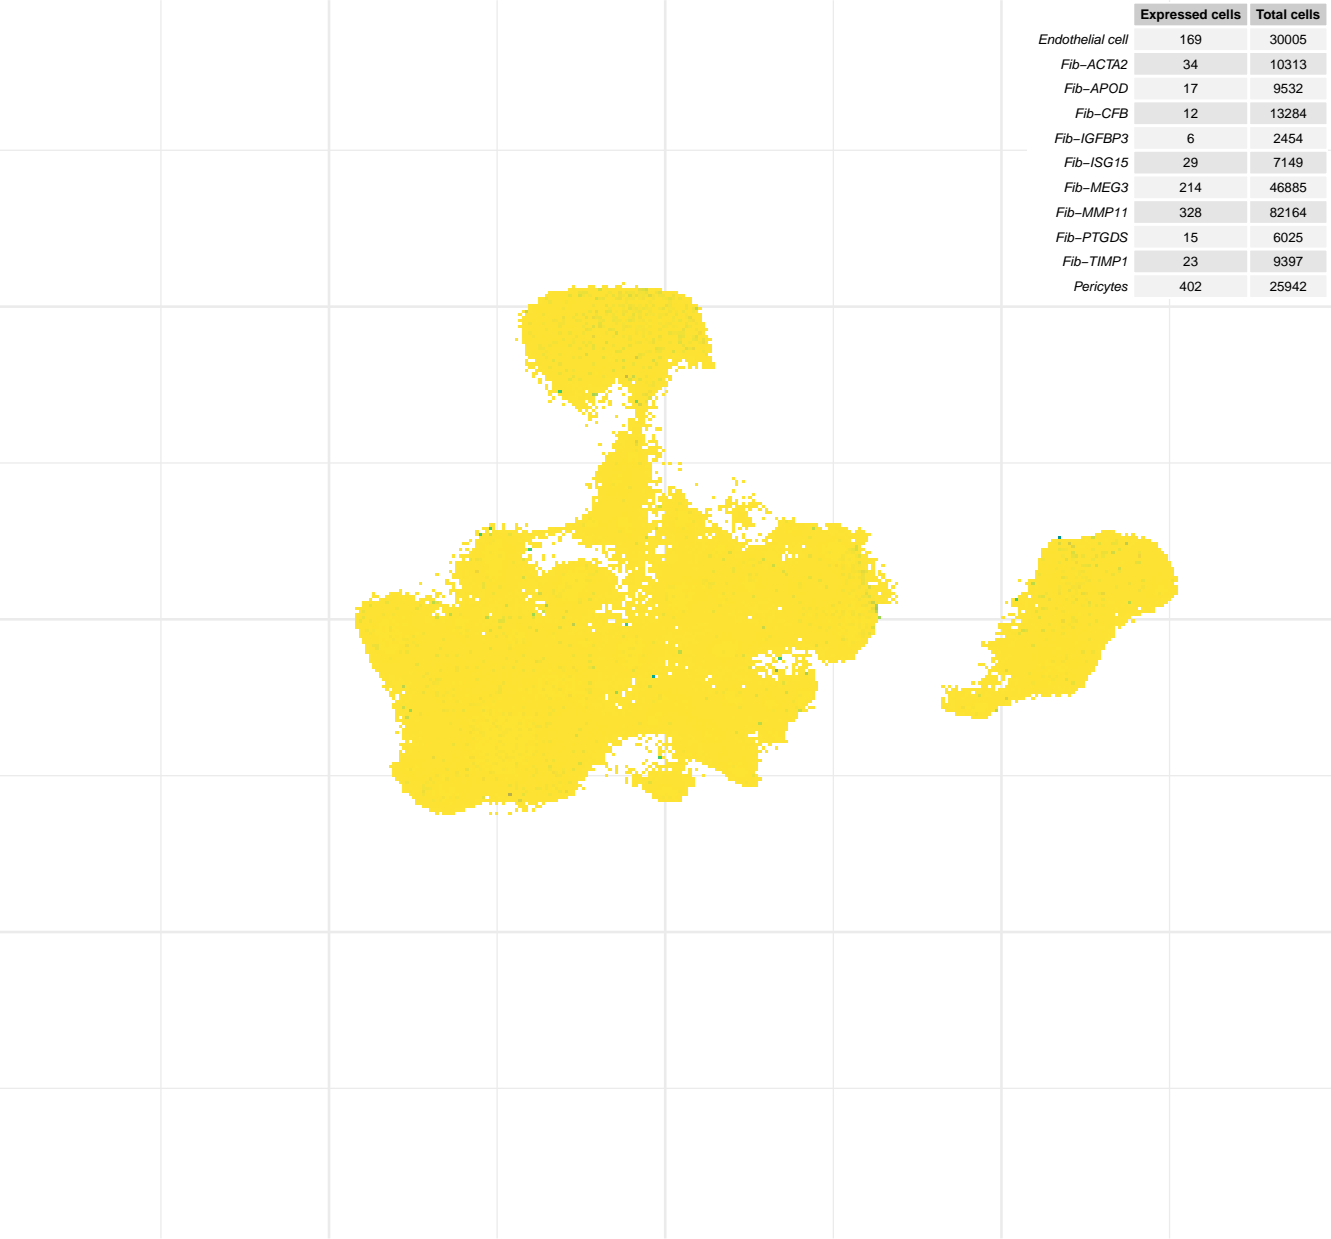 Expressed cells Total cells
Endothelial cell 169 30005
Fib−ACTA2 34 10313
Fib−APOD 17 9532
Fib−CFB 12 13284
Fib−IGFBP3 6 2454
Fib−ISG15 29 7149
Fib−MEG3 214 46885
Fib−MMP11 328 82164
Fib−PTGDS 15 6025
Fib−TIMP1 23 9397
Pericytes 402 25942